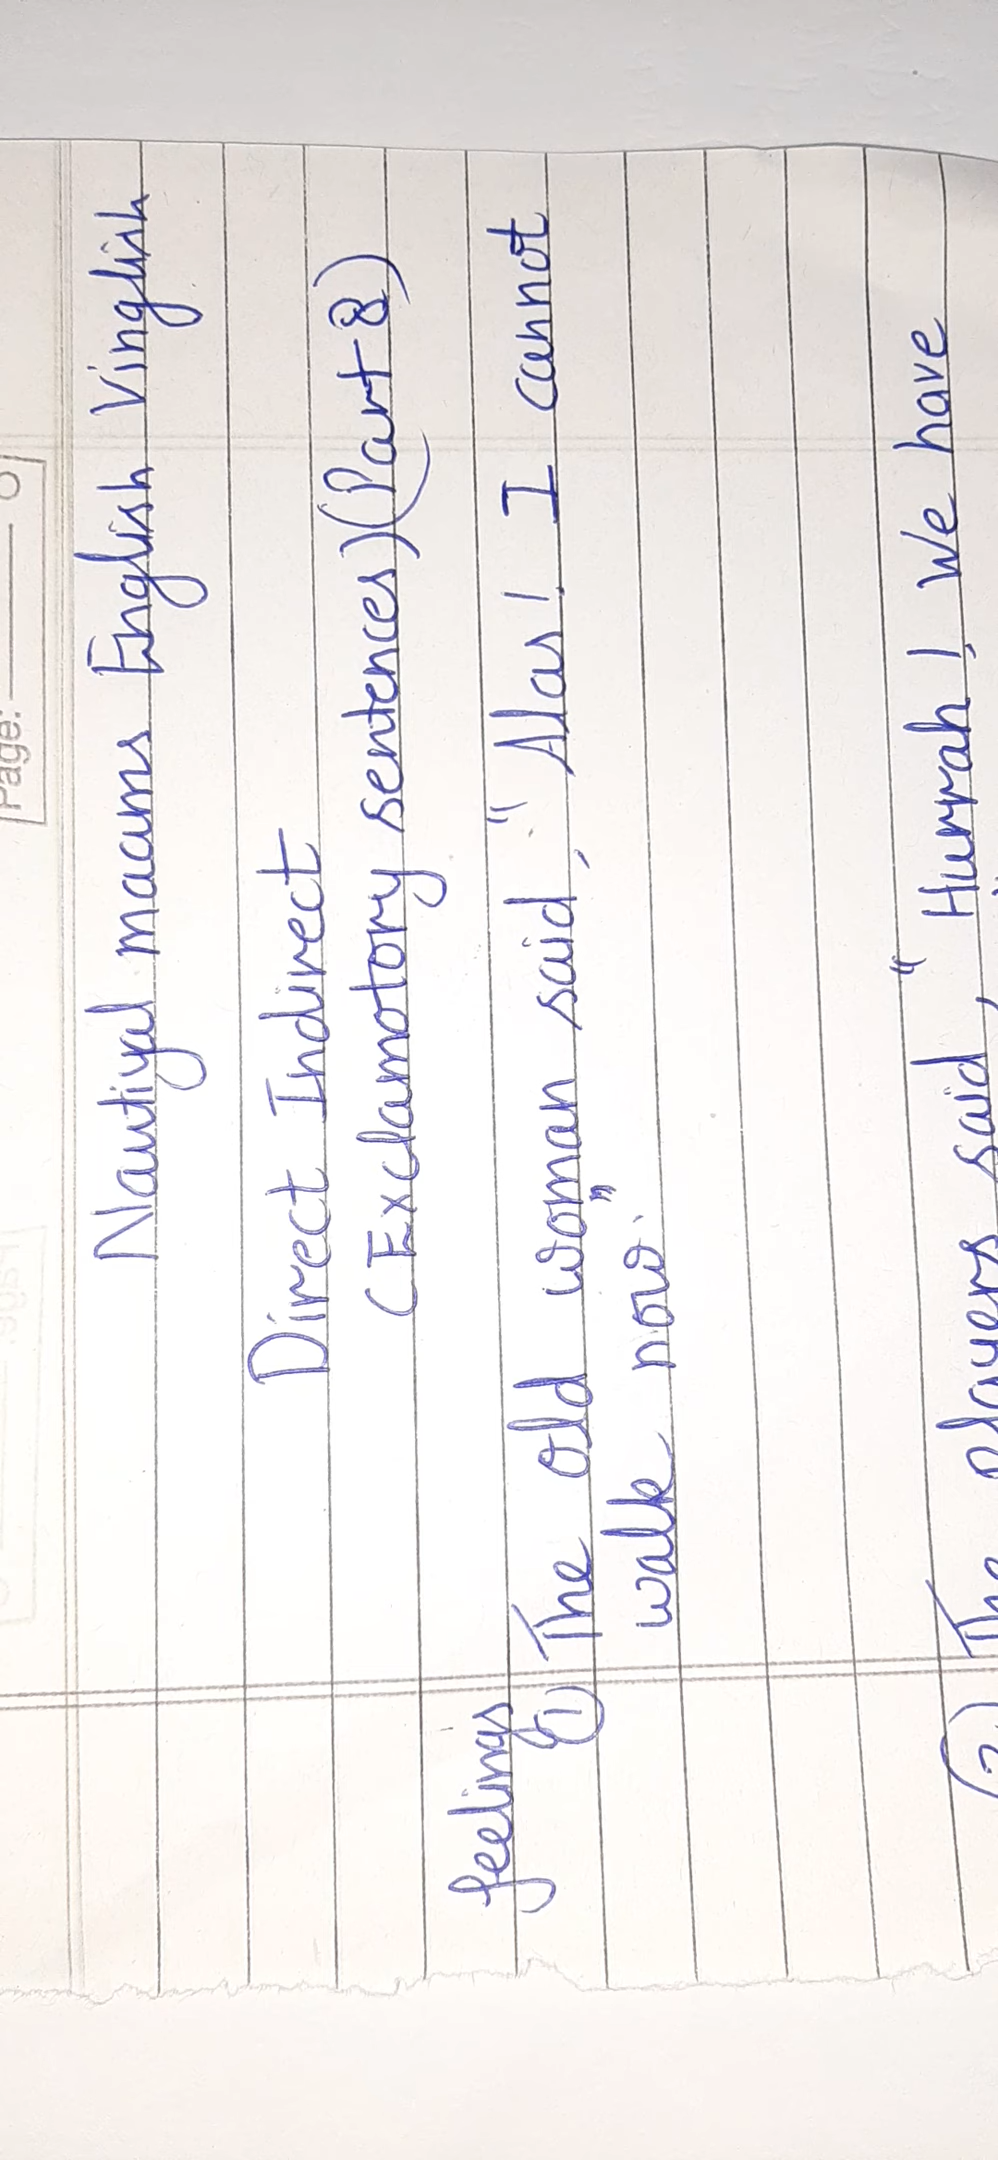 Page:
Nautiyal maams English Vinglish
Direct Indirect
(Exclamotory sentences) (Part-8)
feelings
① The old woman said, "Alas! I cannot
walk now."
(2) The players said, "Hurrah! We have